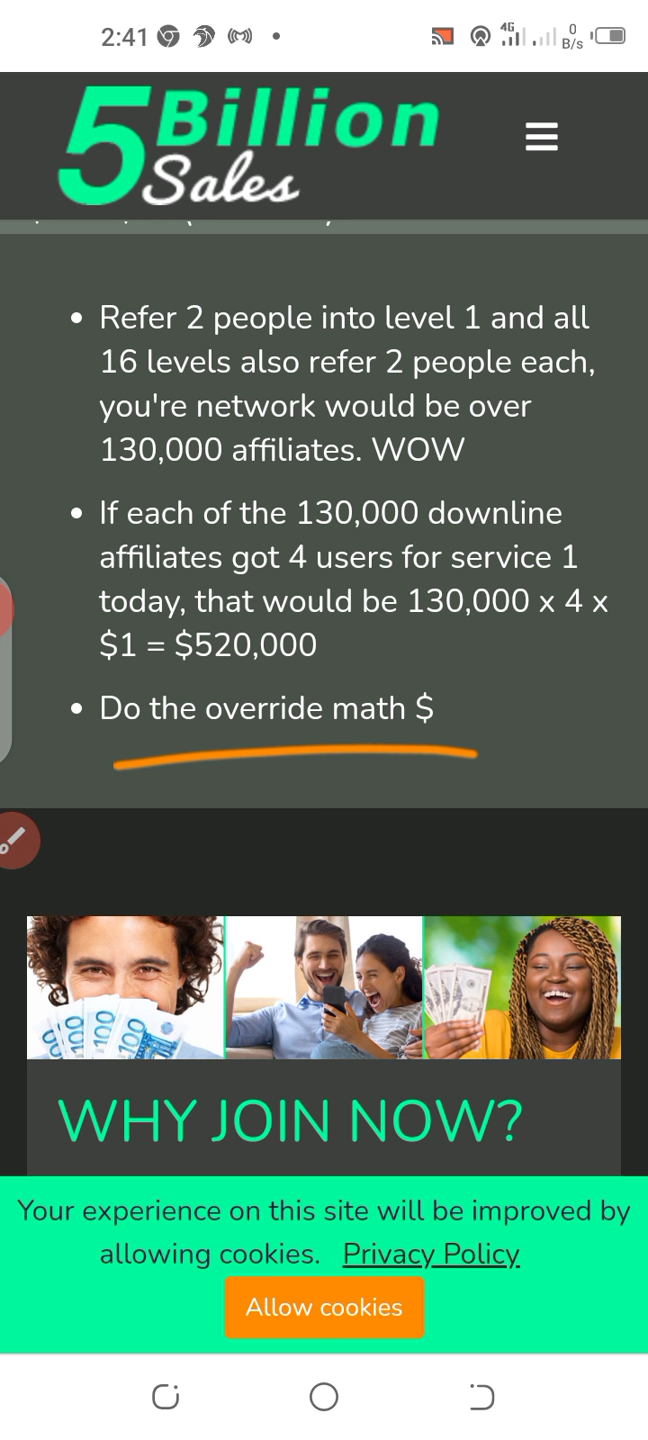 2:41
4G
0
B/s
5 Billion
Sales
Refer 2 people into level 1 and all
16 levels also refer 2 people each,
you're network would be over
130,000 affiliates. WOW
If each of the 130,000 downline
affiliates got 4 users for service 1
today, that would be 130,000 x 4 x
$1 = $520,000
Do the override math $
WHY JOIN NOW?
Your experience on this site will be improved by
allowing cookies. Privacy Policy
Allow cookies